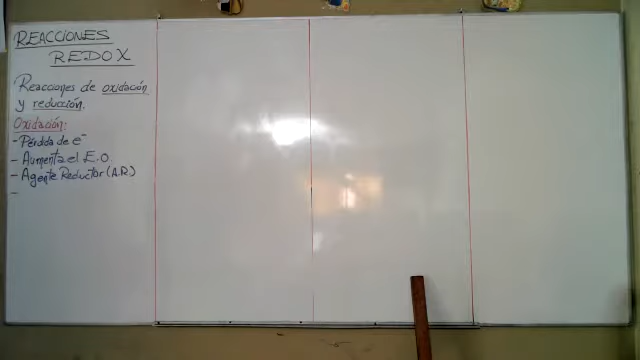 REACCIONES
REDOX
Reacciones de oxidación
y reducción.
Oxidación:
- Pérdida de e⁻
- Aumenta el E.O.
- Agente Reductor (A.R.)
-